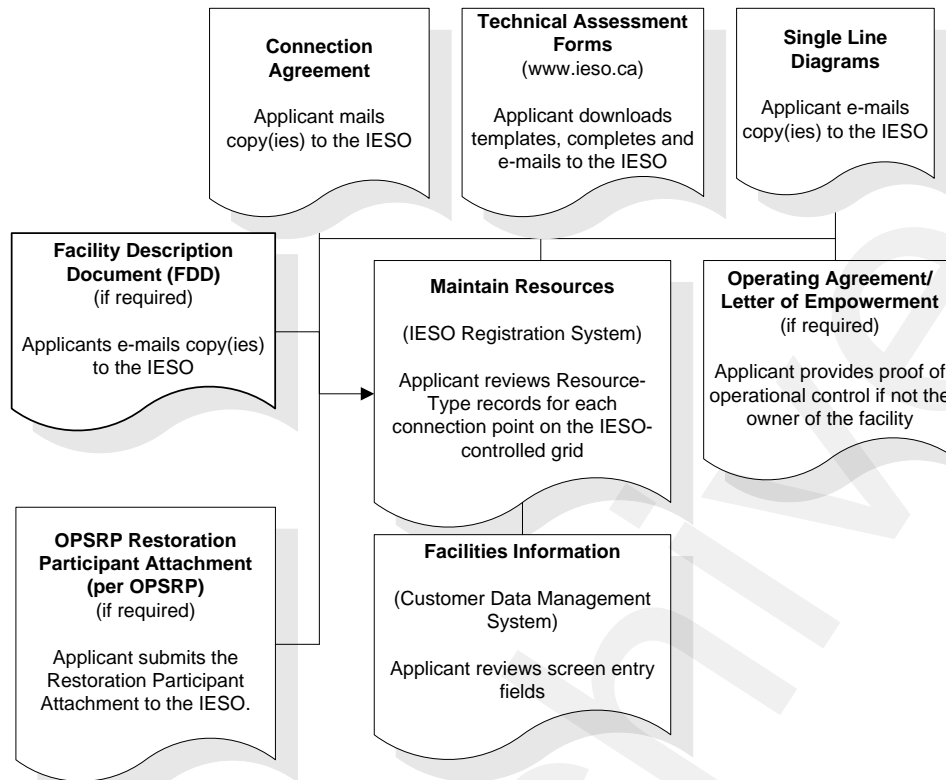 Connection
Agreement
Applicant mails
copy(ies) to the IESO
Technical Assessment
Forms
(www.ieso.ca)
Applicant downloads
templates, completes and
e-mails to the IESO
Single Line
Diagrams
Applicant e-mails
copy(ies) to the IESO
Facility Description
Document (FDD)
(if required)
Applicants e-mails copy(ies)
to the IESO
Maintain Resources
(IESO Registration System)
Applicant reviews Resource-
Type records for each
connection point on the IESO-
controlled grid
Operating Agreement/
Letter of Empowerment
(if required)
Applicant provides proof of
operational control if not the
owner of the facility
OPSRP Restoration
Participant Attachment
(per OPSRP)
(if required)
Applicant submits the
Restoration Participant
Attachment to the IESO.
Facilities Information
(Customer Data Management
System)
Applicant reviews screen entry
fields